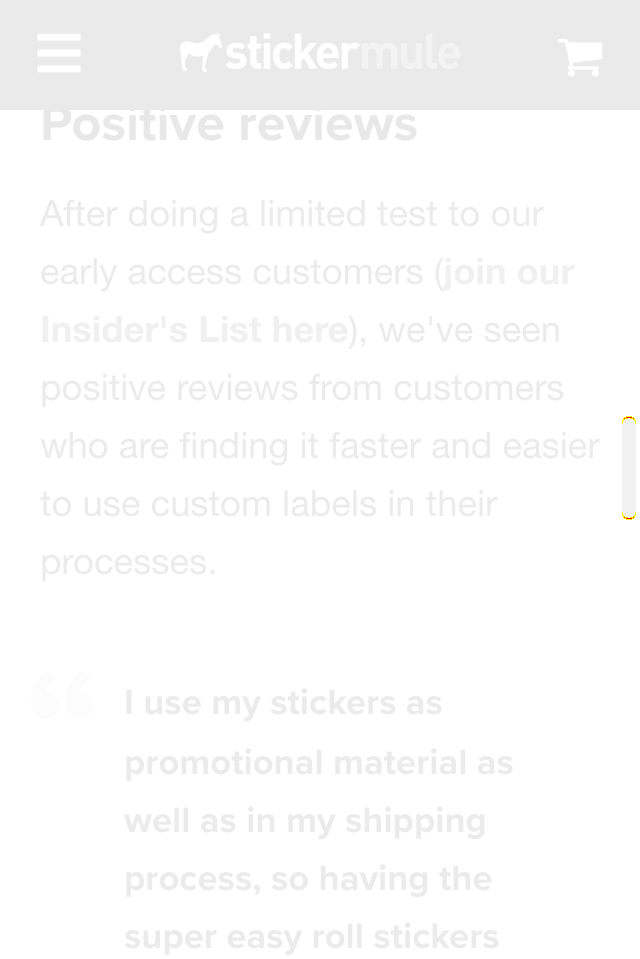 stickermule
Positive reviews
After doing a limited test to our
early access customers (join our
Insider's List here), we've seen
positive reviews from customers
who are finding it faster and easier
to use custom labels in their
processes.
“ I use my stickers as
promotional material as
well as in my shipping
process, so having the
super easy roll stickers